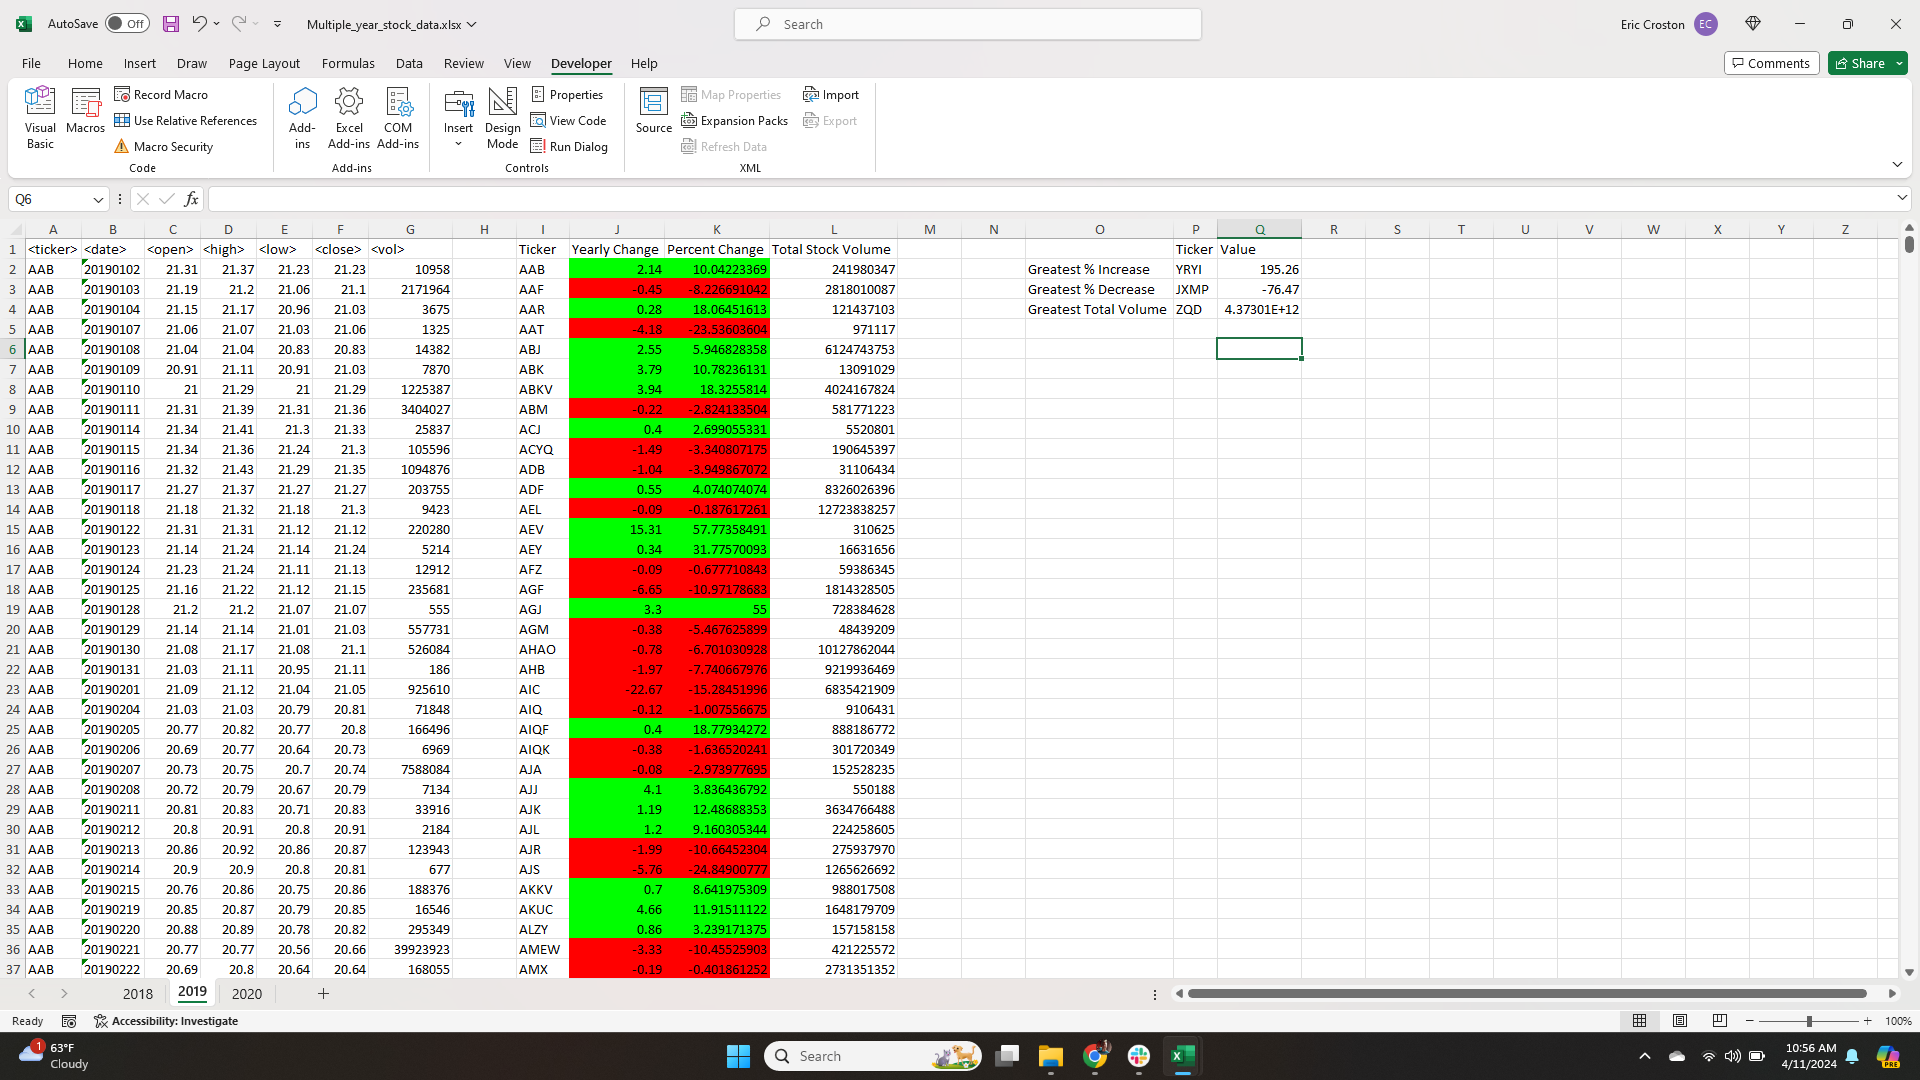 AutoSave Off Multiple_year_stock_data.xlsx Search Eric Croston EC
File Home Insert Draw Page Layout Formulas Data Review View Developer Help Comments Share
Visual Basic Macros Record Macro Use Relative References Macro Security Code
Add-ins Excel Add-ins COM Add-ins Add-ins
Insert Design Mode Properties View Code Run Dialog Controls
Source Map Properties Expansion Packs Refresh Data Import Export XML
Q6 fx
A B C D E F G H I J K L M N O P Q R S T U V W X Y Z
1 <ticker> <date> <open> <high> <low> <close> <vol> Ticker Yearly Change Percent Change Total Stock Volume Ticker Value
2 AAB 20190102 21.31 21.37 21.23 21.23 10958 AAB 2.14 10.04223369 241980347 Greatest % Increase YRYI 195.26
3 AAB 20190103 21.19 21.2 21.06 21.1 2171964 AAF -0.45 -8.226691042 2818010087 Greatest % Decrease JXMP -76.47
4 AAB 20190104 21.15 21.17 20.96 21.03 3675 AAR 0.28 18.06451613 121437103 Greatest Total Volume ZQD 4.37301E+12
5 AAB 20190107 21.06 21.07 21.03 21.06 1325 AAT -4.18 -23.53603604 971117
6 AAB 20190108 21.04 21.04 20.83 20.83 14382 ABJ 2.55 5.946828358 6124743753
7 AAB 20190109 20.91 21.11 20.91 21.03 7870 ABK 3.79 10.78236131 13091029
8 AAB 20190110 21 21.29 21 21.29 1225387 ABKV 3.94 18.3255814 4024167824
9 AAB 20190111 21.31 21.39 21.31 21.36 3404027 ABM -0.22 -2.824133504 581771223
10 AAB 20190114 21.34 21.41 21.3 21.33 25837 ACJ 0.4 2.699055331 5520801
11 AAB 20190115 21.34 21.36 21.24 21.3 105596 ACYQ -1.49 -3.340807175 190645397
12 AAB 20190116 21.32 21.43 21.29 21.35 1094876 ADB -1.04 -3.949867072 31106434
13 AAB 20190117 21.27 21.37 21.27 21.27 203755 ADF 0.55 4.074074074 8326026396
14 AAB 20190118 21.18 21.32 21.18 21.3 9423 AEL -0.09 -0.187617261 12723838257
15 AAB 20190122 21.31 21.31 21.12 21.12 220280 AEV 15.31 57.77358491 310625
16 AAB 20190123 21.14 21.24 21.14 21.24 5214 AEY 0.34 31.77570093 16631656
17 AAB 20190124 21.23 21.24 21.11 21.13 12912 AFZ -0.09 -0.677710843 59386345
18 AAB 20190125 21.16 21.22 21.12 21.15 235681 AGF -6.65 -10.97178683 1814328505
19 AAB 20190128 21.2 21.2 21.07 21.07 555 AGJ 3.3 55 728384628
20 AAB 20190129 21.14 21.14 21.01 21.03 557731 AGM -0.38 -5.467625899 48439209
21 AAB 20190130 21.08 21.17 21.08 21.1 526084 AHAO -0.78 -6.701030928 10127862044
22 AAB 20190131 21.03 21.11 20.95 21.11 186 AHB -1.97 -7.740667976 9219936469
23 AAB 20190201 21.09 21.12 21.04 21.05 925610 AIC -22.67 -15.28451996 6835421909
24 AAB 20190204 21.03 21.03 20.79 20.81 71848 AIQ -0.12 -1.007556675 9106431
25 AAB 20190205 20.77 20.82 20.77 20.8 166496 AIQF 0.4 18.77934272 888186772
26 AAB 20190206 20.69 20.77 20.64 20.73 6969 AIQK -0.38 -1.636520241 301720349
27 AAB 20190207 20.73 20.75 20.7 20.74 7588084 AJA -0.08 -2.973977695 152528235
28 AAB 20190208 20.72 20.79 20.67 20.79 7134 AJJ 4.1 3.836436792 550188
29 AAB 20190211 20.81 20.83 20.71 20.83 33916 AJK 1.19 12.48688353 3634766488
30 AAB 20190212 20.8 20.91 20.8 20.91 2184 AJL 1.2 9.160305344 224258605
31 AAB 20190213 20.86 20.92 20.86 20.87 123943 AJR -1.99 -10.66452304 275937970
32 AAB 20190214 20.9 20.9 20.8 20.81 677 AJS -5.76 -24.84900777 1265626692
33 AAB 20190215 20.76 20.86 20.75 20.86 188376 AKKV 0.7 8.641975309 988017508
34 AAB 20190219 20.85 20.87 20.79 20.85 16546 AKUC 4.66 11.91511122 1648179709
35 AAB 20190220 20.88 20.89 20.78 20.82 295349 ALZY 0.86 3.239171375 157158158
36 AAB 20190221 20.77 20.77 20.56 20.66 39923923 AMEW -3.33 -10.45525903 421225572
37 AAB 20190222 20.69 20.8 20.64 20.64 168055 AMX -0.19 -0.401861252 2731351352
2018 2019 2020
Ready Accessibility: Investigate 100%
1 63°F Cloudy Search 1 10:56 AM 4/11/2024 PRE